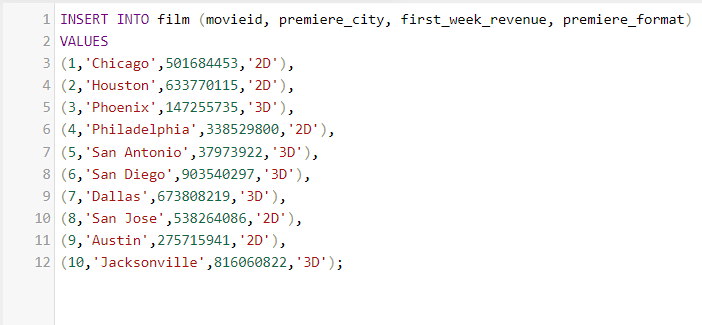 1 INSERT INTO film (movieid, premiere_city, first_week_revenue, premiere_format)
2 VALUES
3 (1,'Chicago',501684453,'2D'),
4 (2,'Houston',633770115,'2D'),
5 (3,'Phoenix',147255735,'3D'),
6 (4,'Philadelphia',338529800,'2D'),
7 (5,'San Antonio',37973922,'3D'),
8 (6,'San Diego',903540297,'3D'),
9 (7,'Dallas',673808219,'3D'),
10 (8,'San Jose',538264086,'2D'),
11 (9,'Austin',275715941,'2D'),
12 (10,'Jacksonville',816060822,'3D');